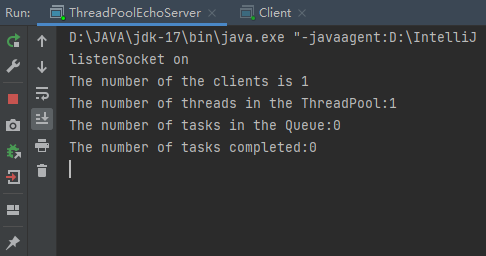 Run: ThreadPoolEchoServer Client
D:\JAVA\jdk-17\bin\java.exe "-javaagent:D:\IntelliJ
listenSocket on
The number of the clients is 1
The number of threads in the ThreadPool:1
The number of tasks in the Queue:0
The number of tasks completed:0